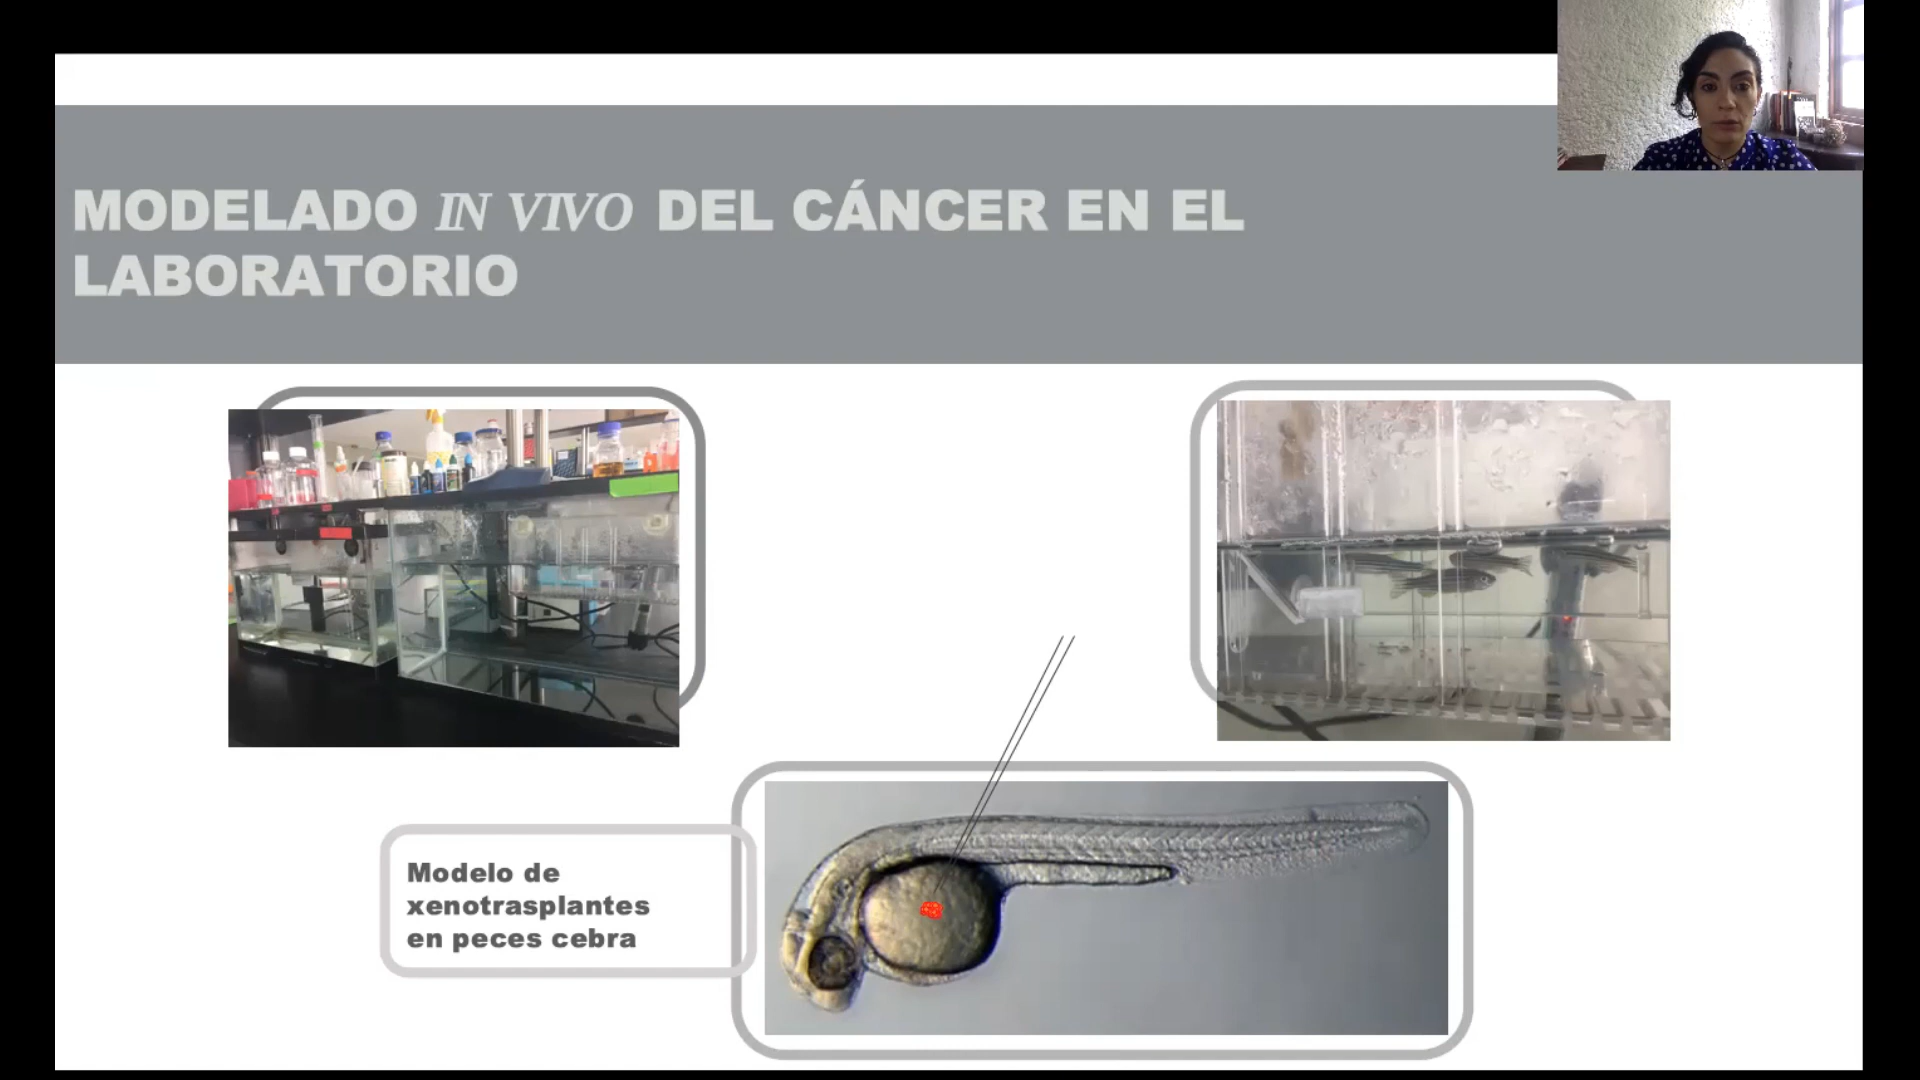 MODELADO IN VIVO DEL CÁNCER EN EL
LABORATORIO
Modelo de
xenotrasplantes
en peces cebra